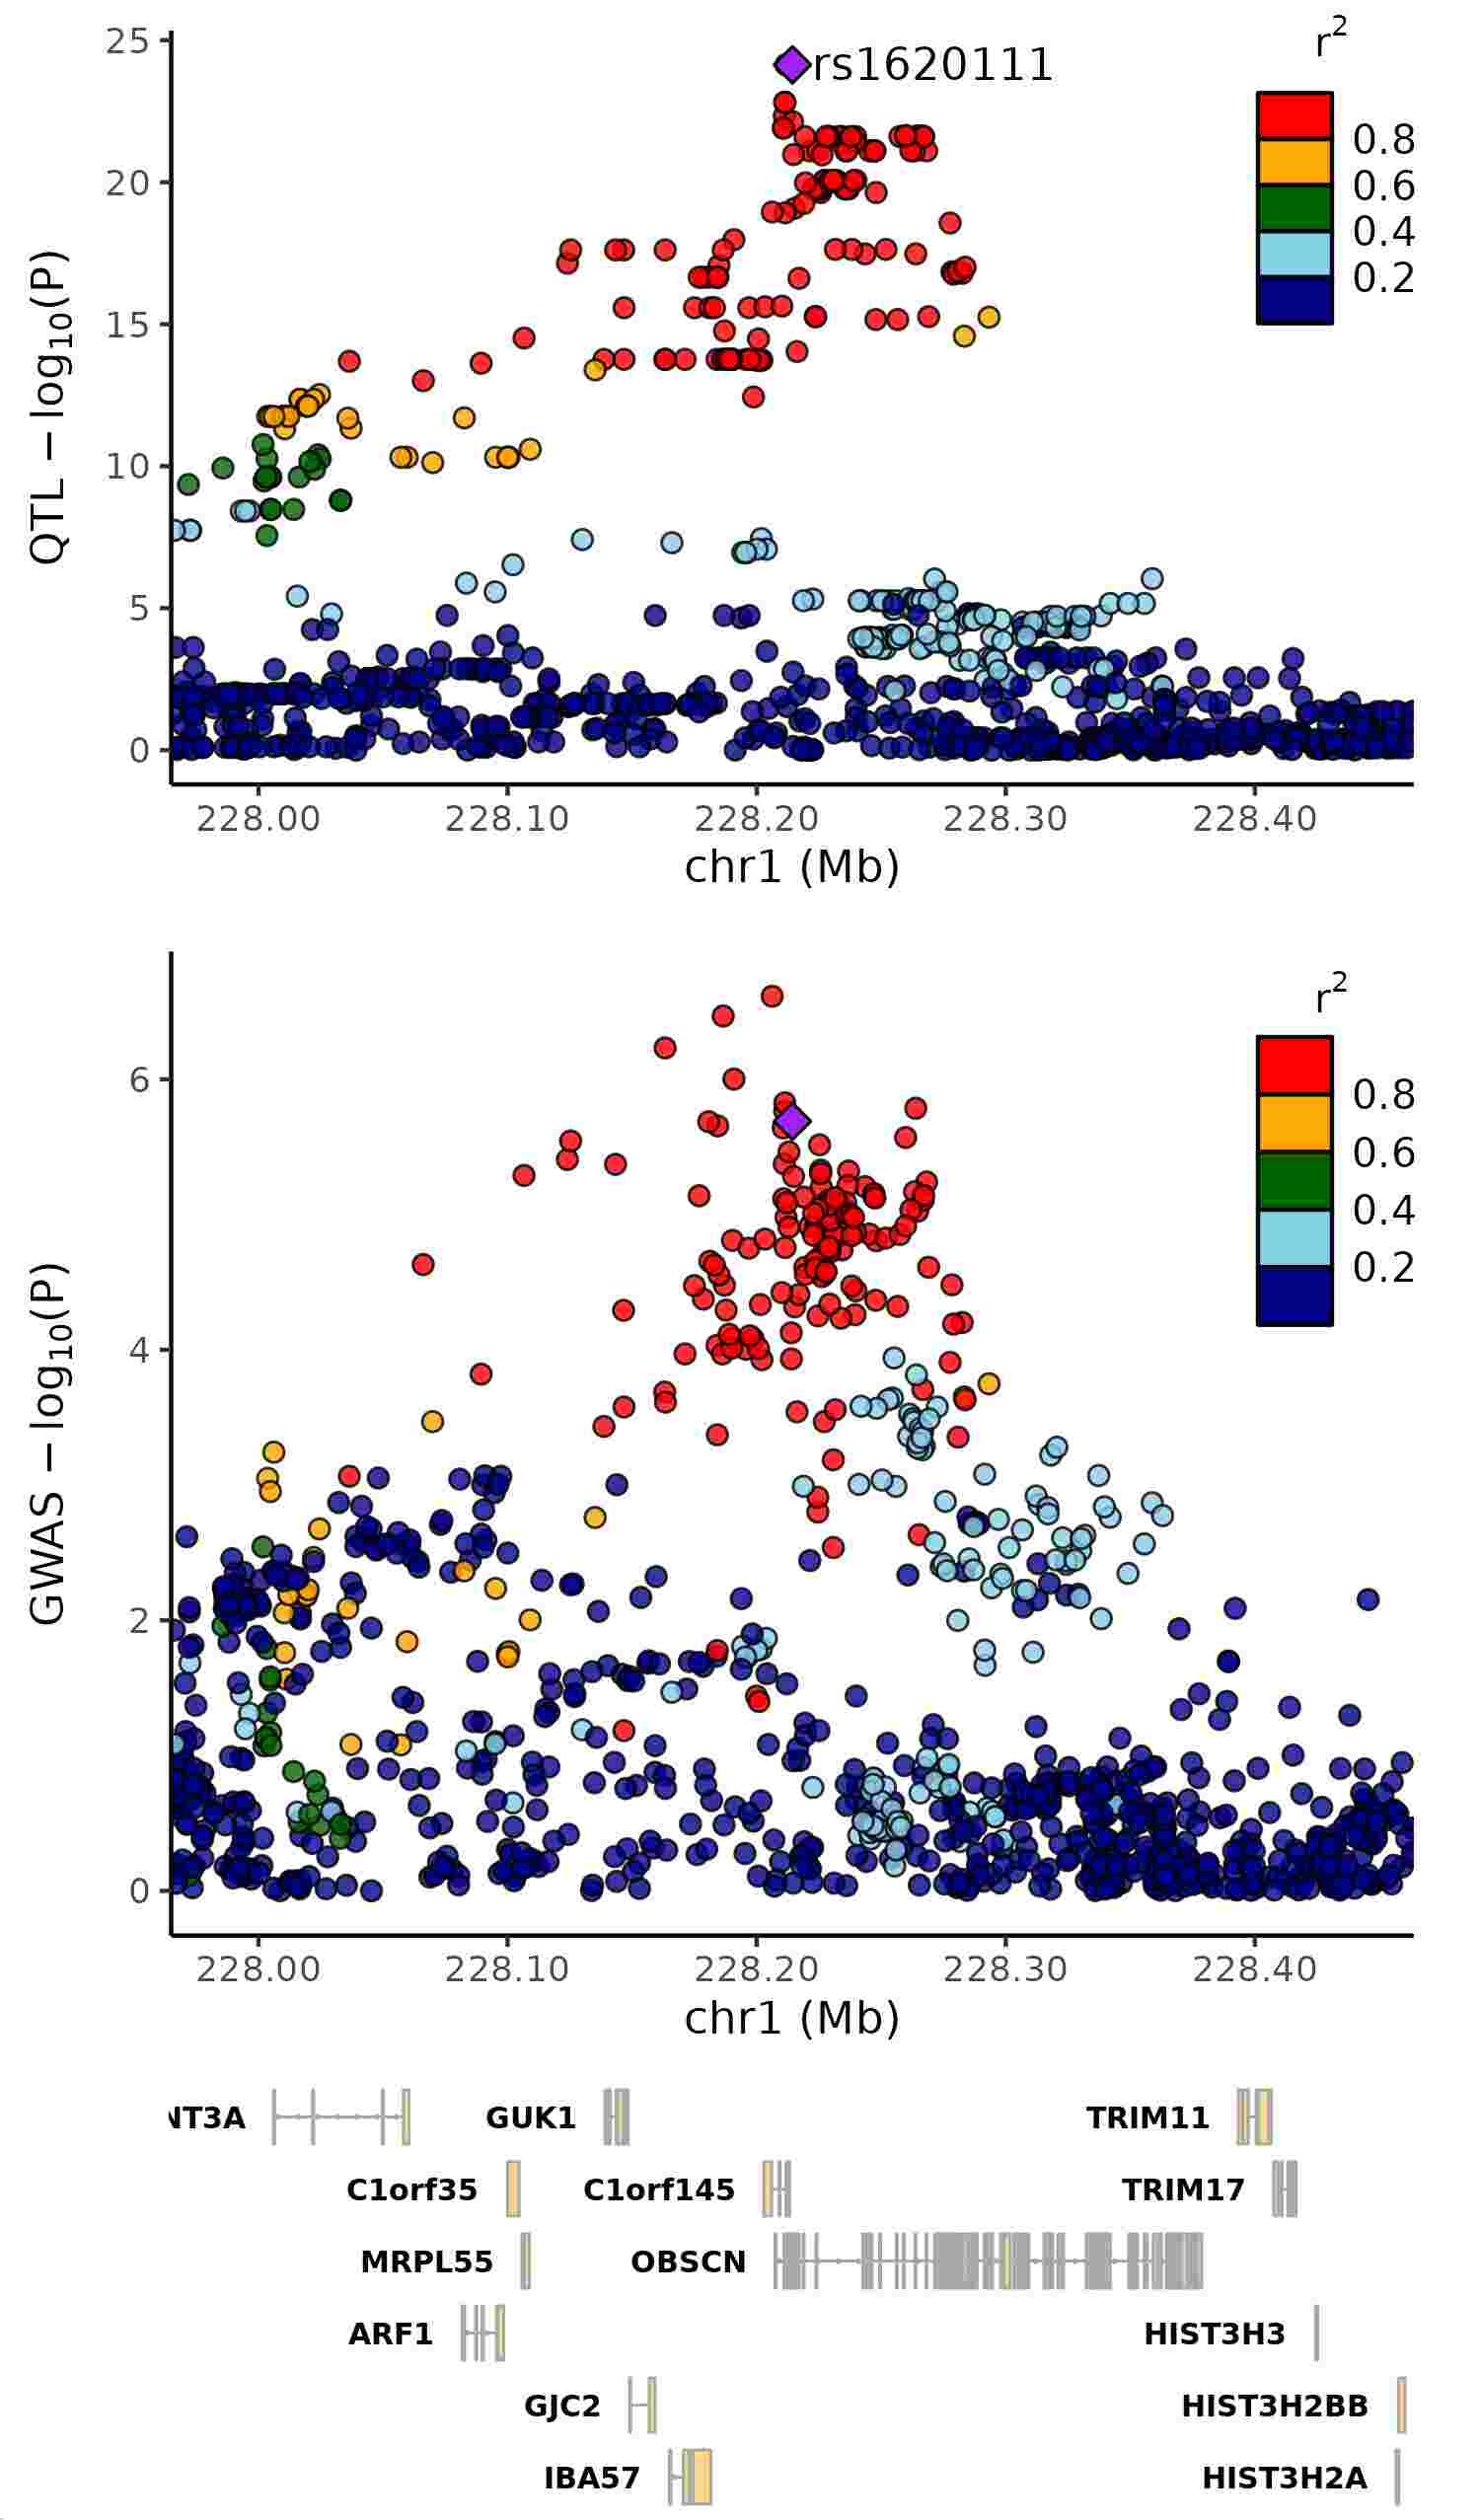 25
20
15
10
5
0
QTL − log10(P)
rs1620111
r2
0.8
0.6
0.4
0.2
228.00 228.10 228.20 228.30 228.40
chr1 (Mb)
6
4
2
0
GWAS − log10(P)
r2
0.8
0.6
0.4
0.2
228.00 228.10 228.20 228.30 228.40
chr1 (Mb)
NT3A GUK1 TRIM11
C1orf35 C1orf145 TRIM17
MRPL55 OBSCN
ARF1 HIST3H3
GJC2 HIST3H2BB
IBA57 HIST3H2A